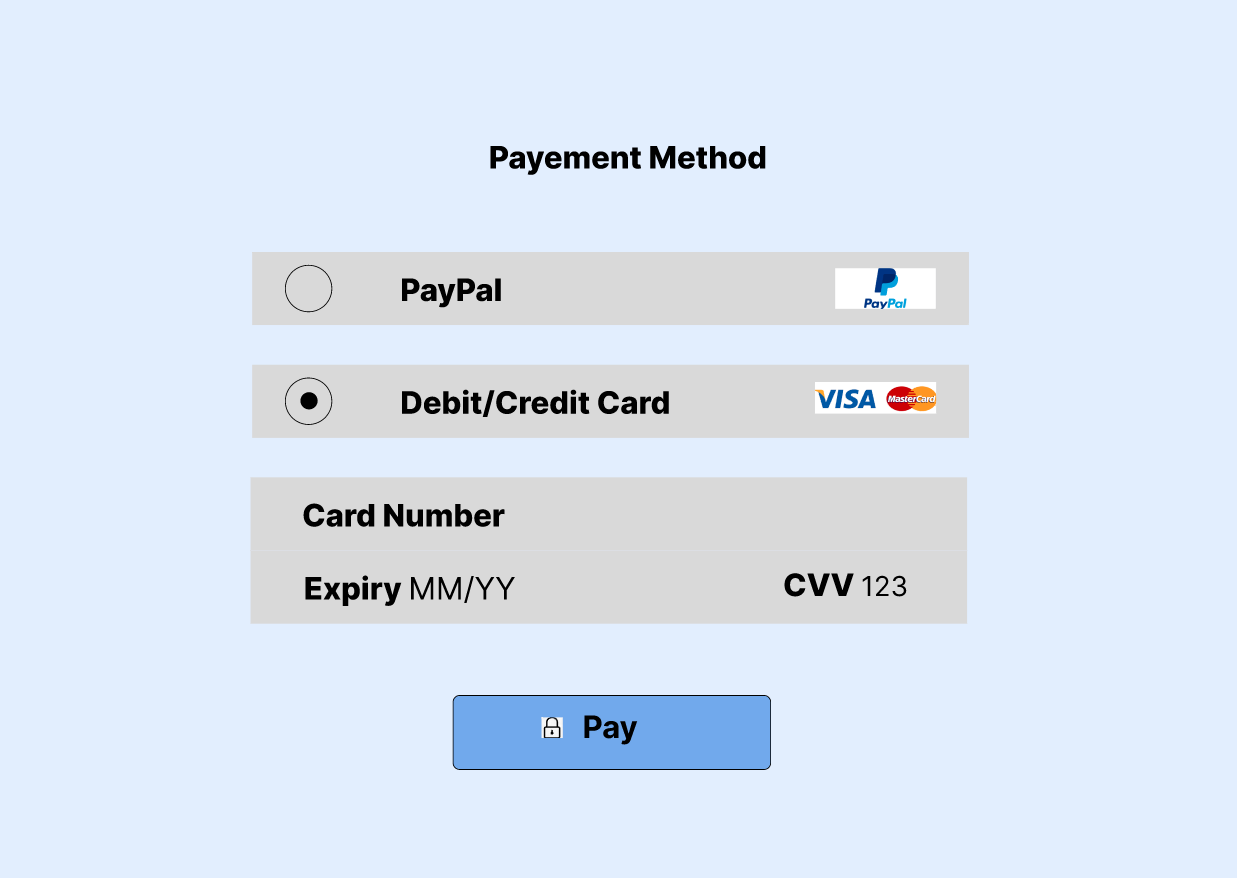 Payement Method
PayPal PayPal
Debit/Credit Card VISA MasterCard
Card Number
Expiry MM/YY CVV 123
Pay